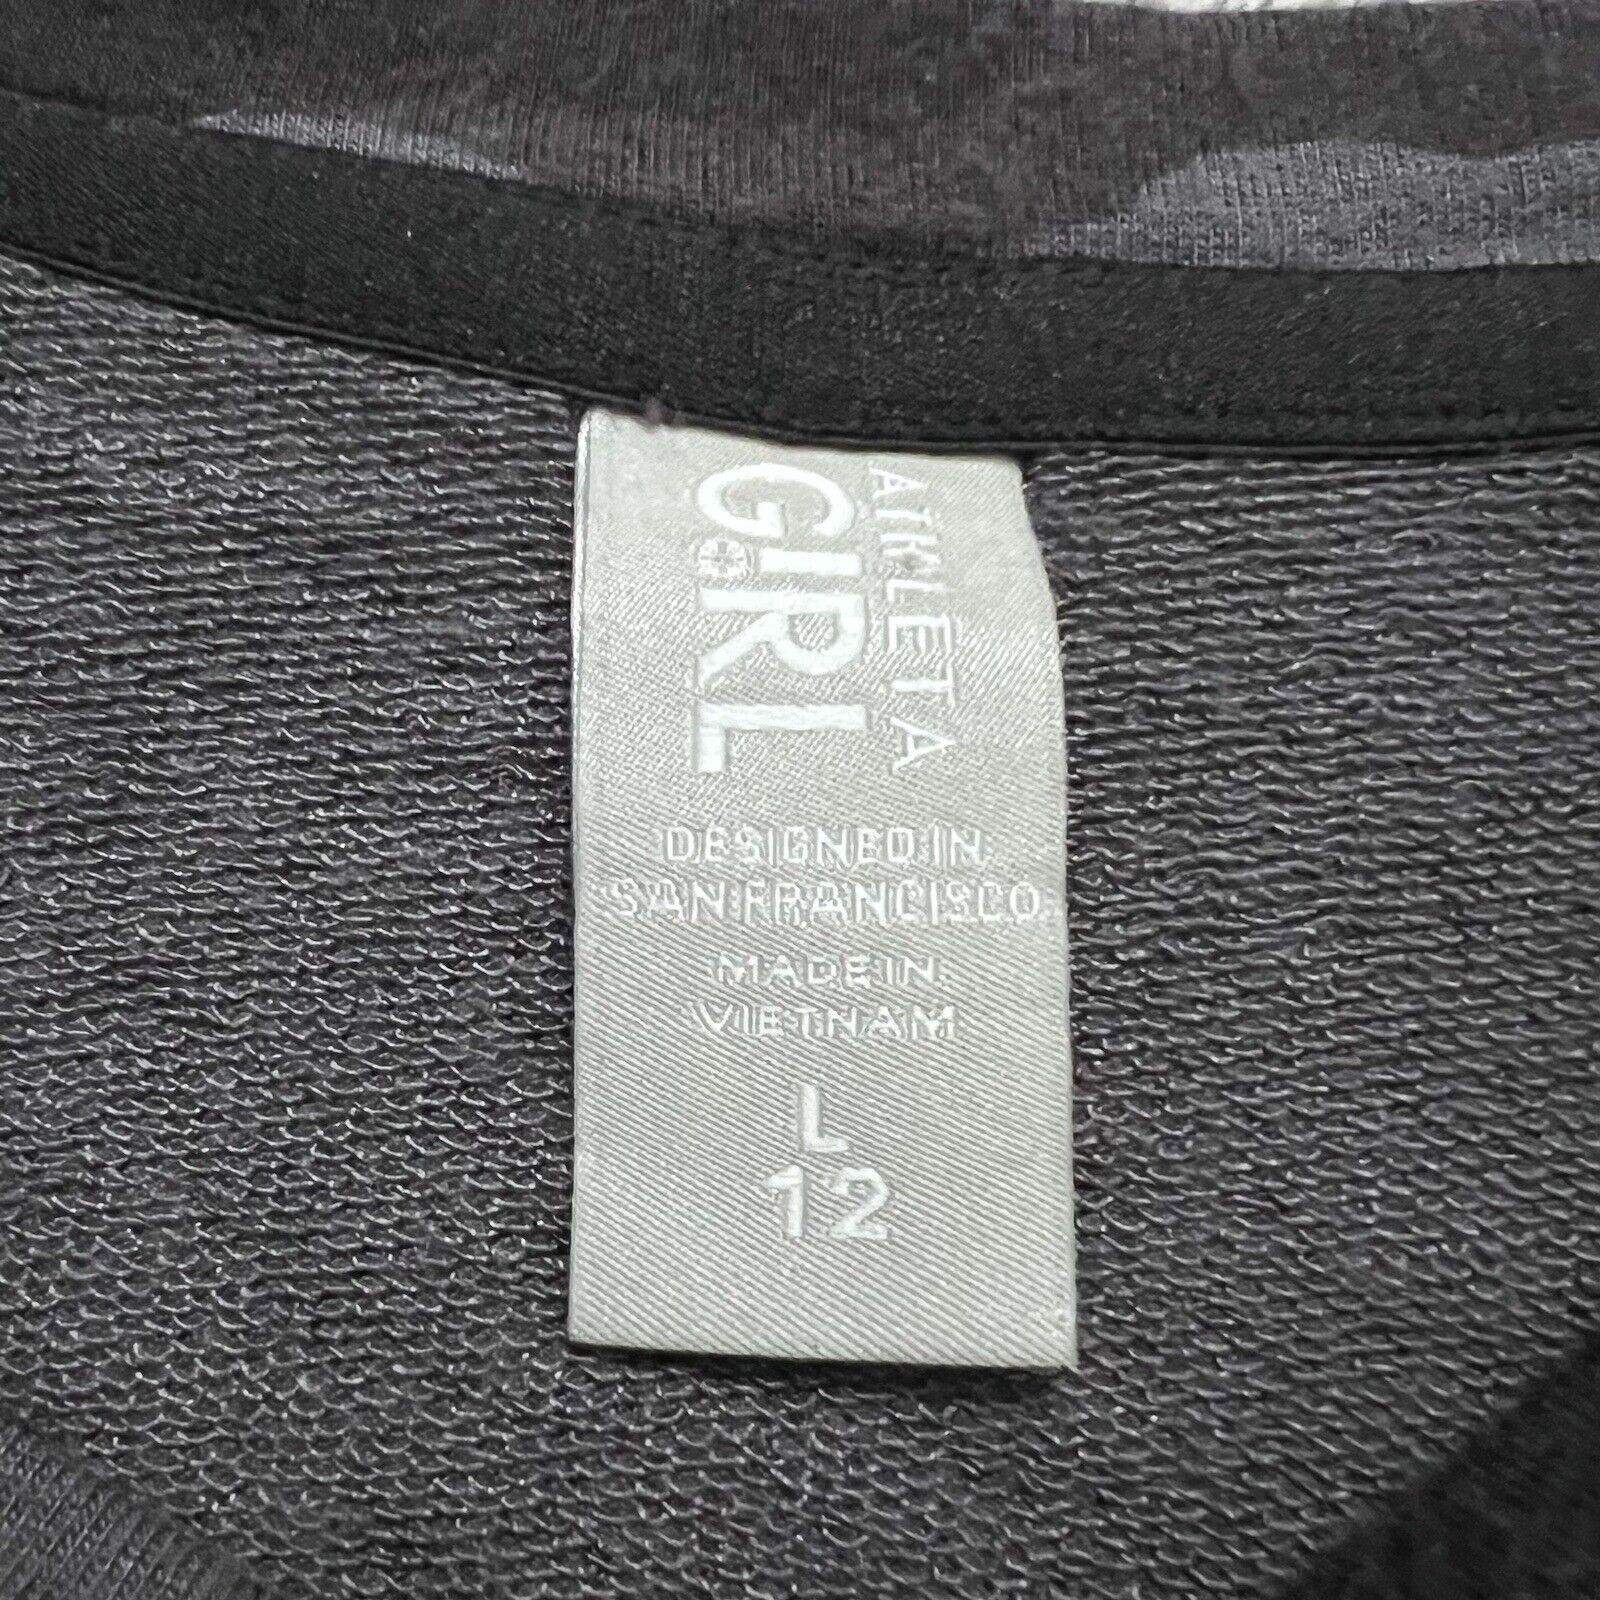 ATHLETA
GIRL
DESIGNED IN
SAN FRANCISCO
MADE IN
VIETNAM
L
12